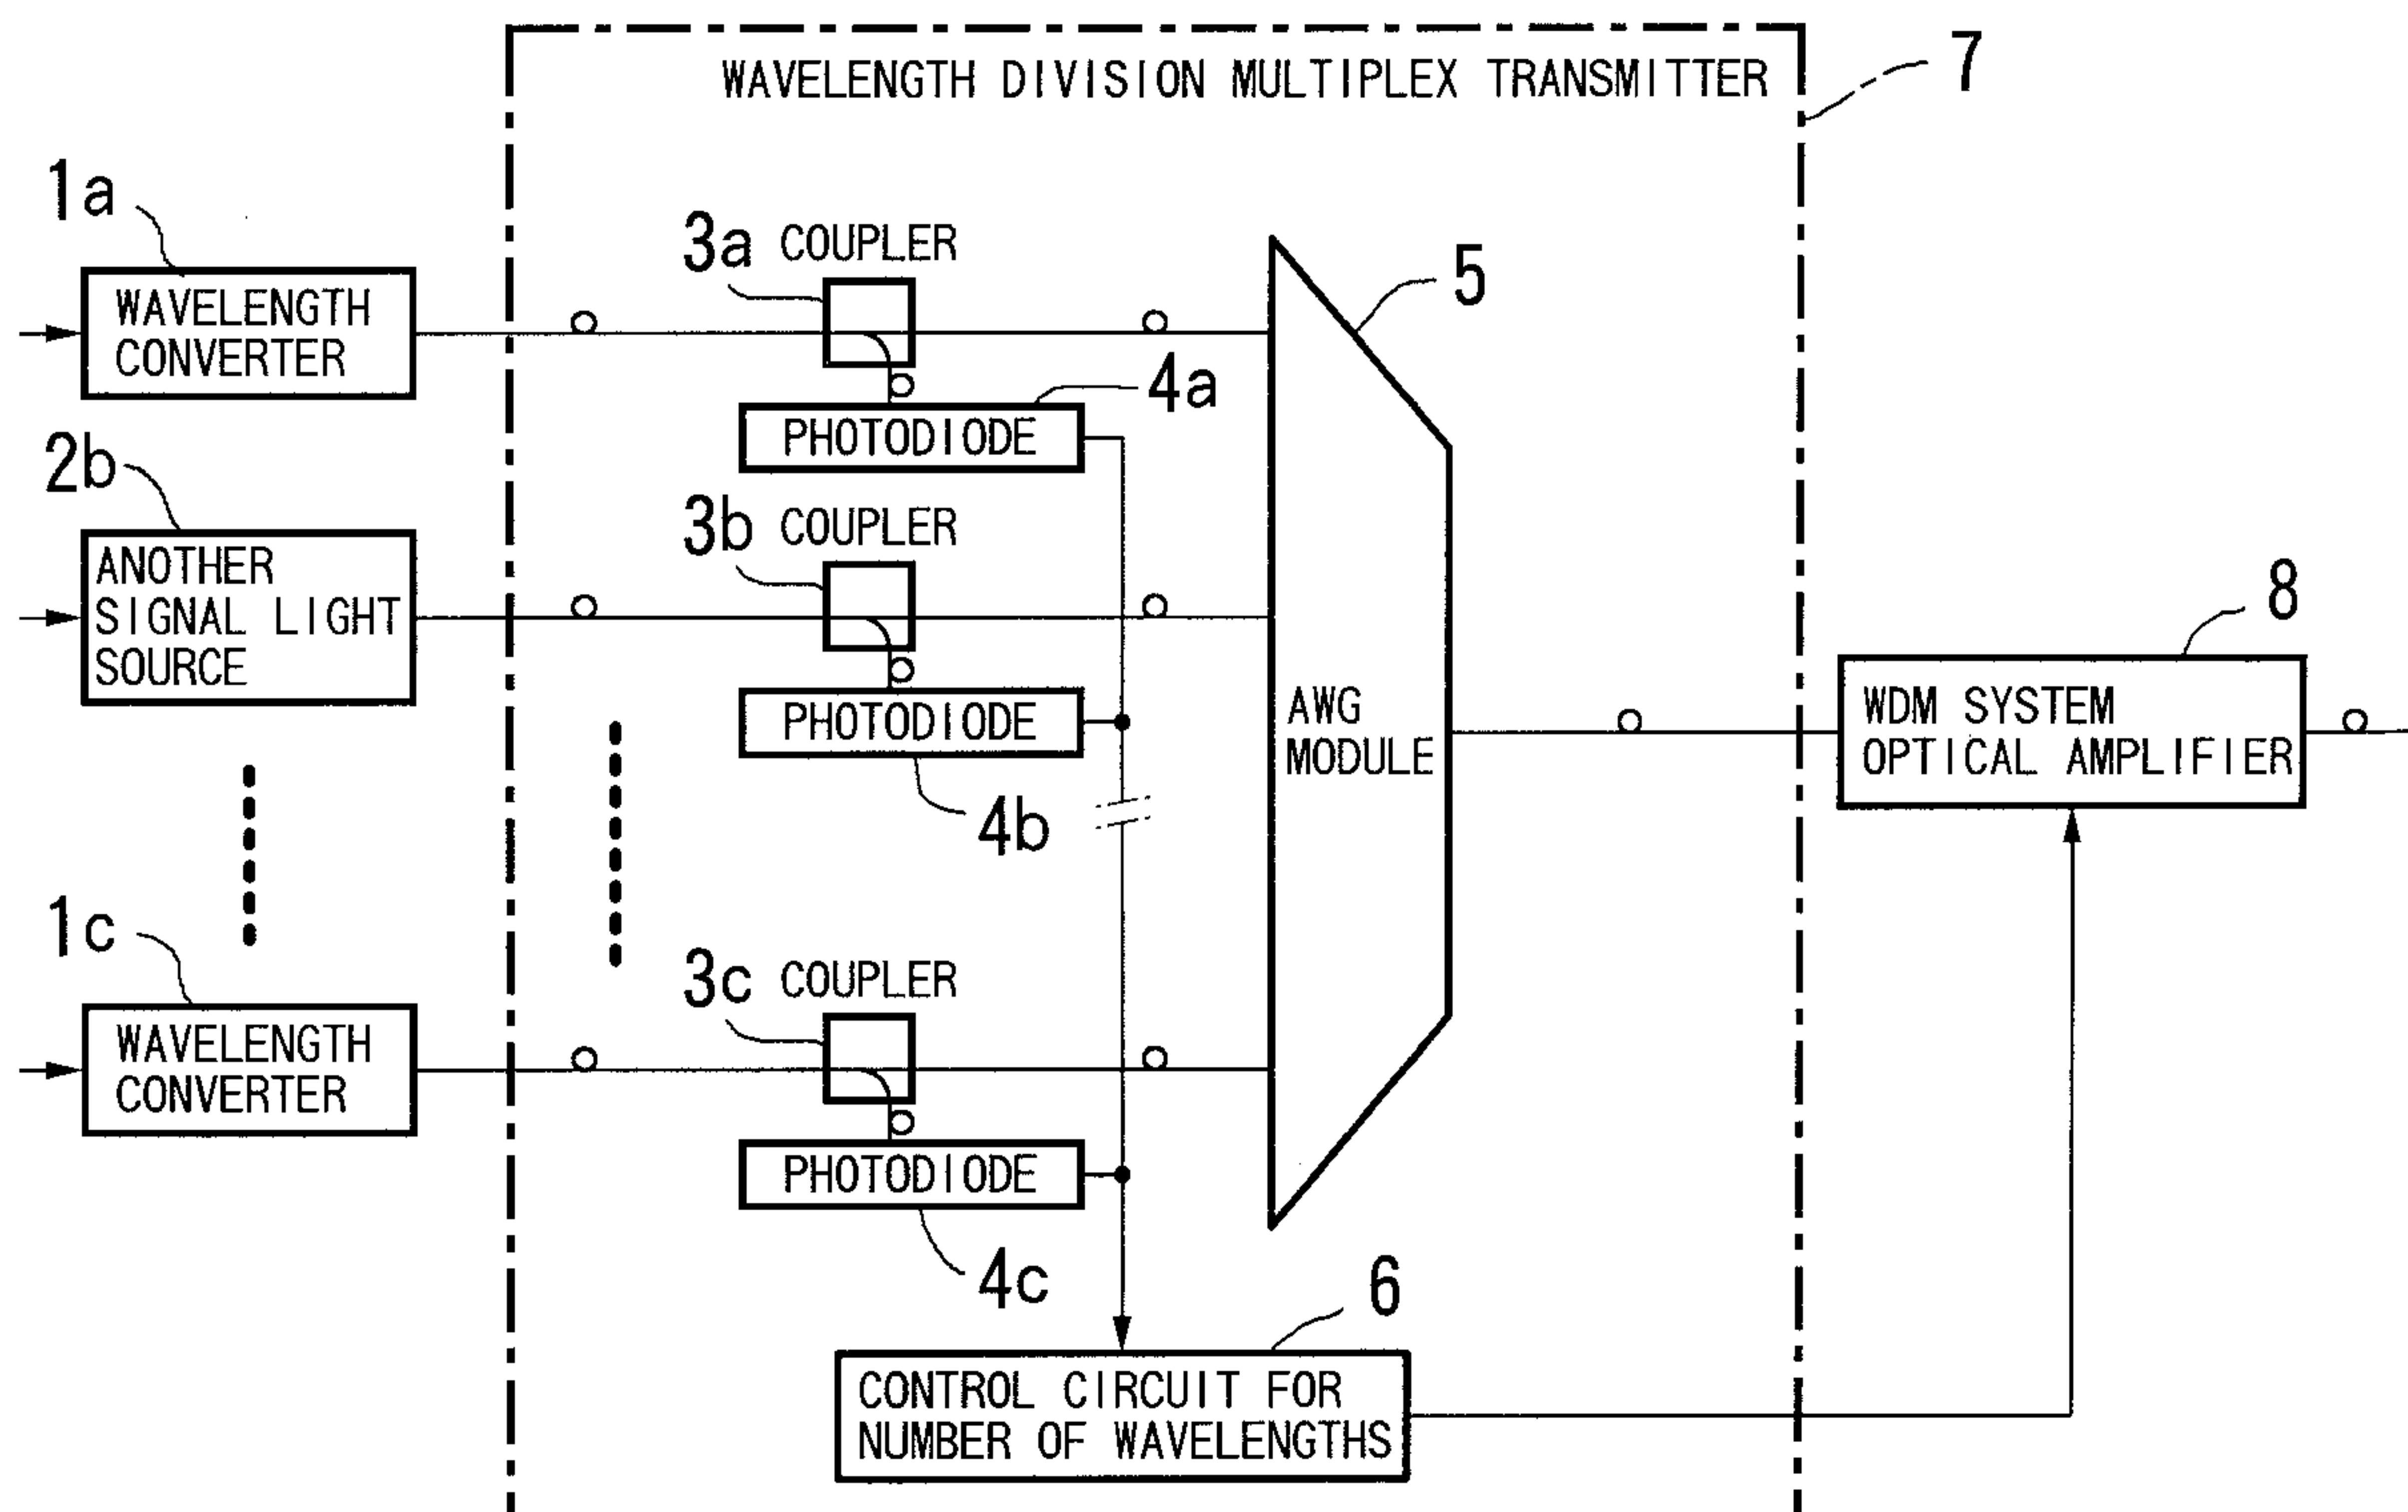 WAVELENGTH DIVISION MULTIPLEX TRANSMITTER
7
1a
WAVELENGTH
CONVERTER
3a COUPLER
5
4a
PHOTODIODE
2b
ANOTHER
SIGNAL LIGHT
SOURCE
3b COUPLER
PHOTODIODE
4b
AWG
MODULE
8
WDM SYSTEM
OPTICAL AMPLIFIER
1c
WAVELENGTH
CONVERTER
3c COUPLER
PHOTODIODE
4c
6
CONTROL CIRCUIT FOR
NUMBER OF WAVELENGTHS